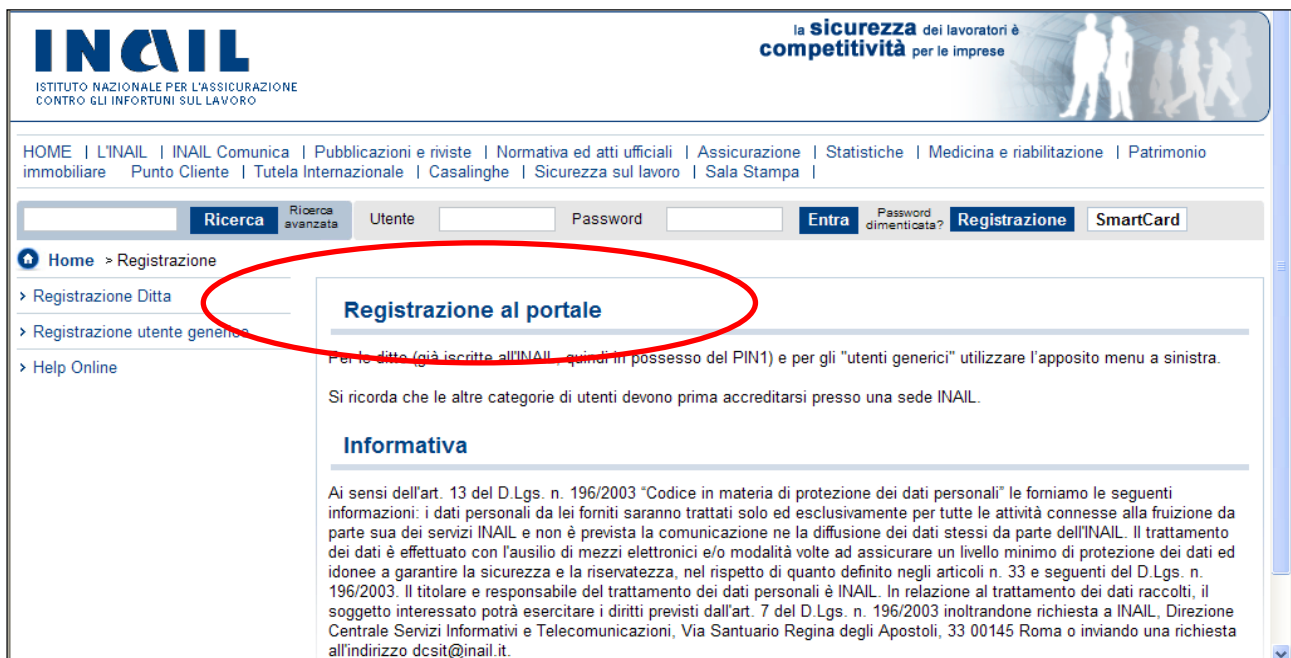 INAIL
ISTITUTO NAZIONALE PER L'ASSICURAZIONE
CONTRO GLI INFORTUNI SUL LAVORO
la sicurezza dei lavoratori è
competitività per le imprese
HOME | L'INAIL | INAIL Comunica | Pubblicazioni e riviste | Normativa ed atti ufficiali | Assicurazione | Statistiche | Medicina e riabilitazione | Patrimonio
immobiliare Punto Cliente | Tutela Internazionale | Casalinghe | Sicurezza sul lavoro | Sala Stampa |
Ricerca Ricerca avanzata Utente Password Entra Password dimenticata? Registrazione SmartCard
Home > Registrazione
> Registrazione Ditta
> Registrazione utente generico
> Help Online
Registrazione al portale
Per le ditte (già iscritte all'INAIL, quindi in possesso del PIN1) e per gli "utenti generici" utilizzare l'apposito menu a sinistra.
Si ricorda che le altre categorie di utenti devono prima accreditarsi presso una sede INAIL.
Informativa
Ai sensi dell'art. 13 del D.Lgs. n. 196/2003 “Codice in materia di protezione dei dati personali” le forniamo le seguenti
informazioni: i dati personali da lei forniti saranno trattati solo ed esclusivamente per tutte le attività connesse alla fruizione da
parte sua dei servizi INAIL e non è prevista la comunicazione ne la diffusione dei dati stessi da parte dell'INAIL. Il trattamento
dei dati è effettuato con l'ausilio di mezzi elettronici e/o modalità volte ad assicurare un livello minimo di protezione dei dati ed
idonee a garantire la sicurezza e la riservatezza, nel rispetto di quanto definito negli articoli n. 33 e seguenti del D.Lgs. n.
196/2003. Il titolare e responsabile del trattamento dei dati personali è INAIL. In relazione al trattamento dei dati raccolti, il
soggetto interessato potrà esercitare i diritti previsti dall'art. 7 del D.Lgs. n. 196/2003 inoltrandone richiesta a INAIL, Direzione
Centrale Servizi Informativi e Telecomunicazioni, Via Santuario Regina degli Apostoli, 33 00145 Roma o inviando una richiesta
all'indirizzo dcsit@inail.it.